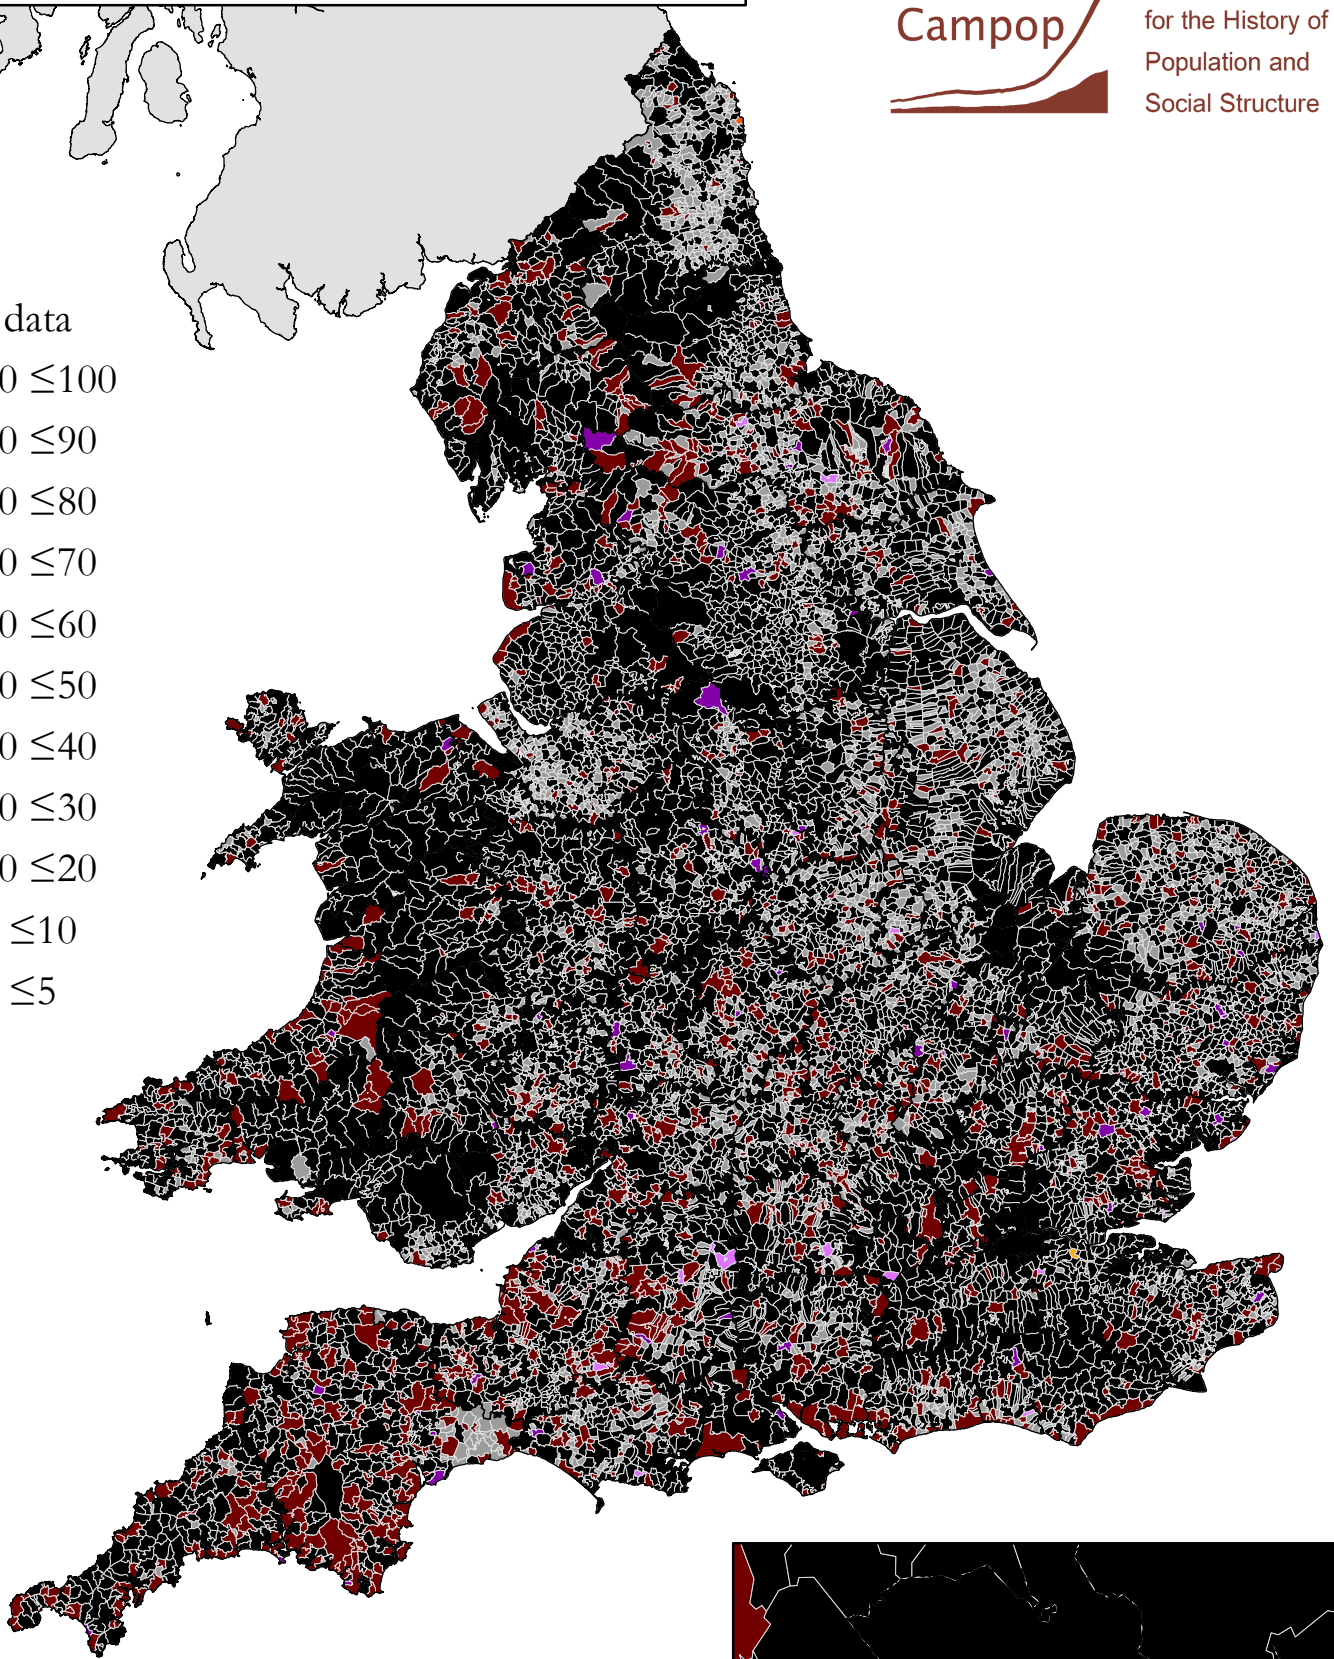 Campop
for the History of
Population and
Social Structure
data
0 ≤100
0 ≤90
0 ≤80
0 ≤70
0 ≤60
0 ≤50
0 ≤40
0 ≤30
0 ≤20
≤10
≤5